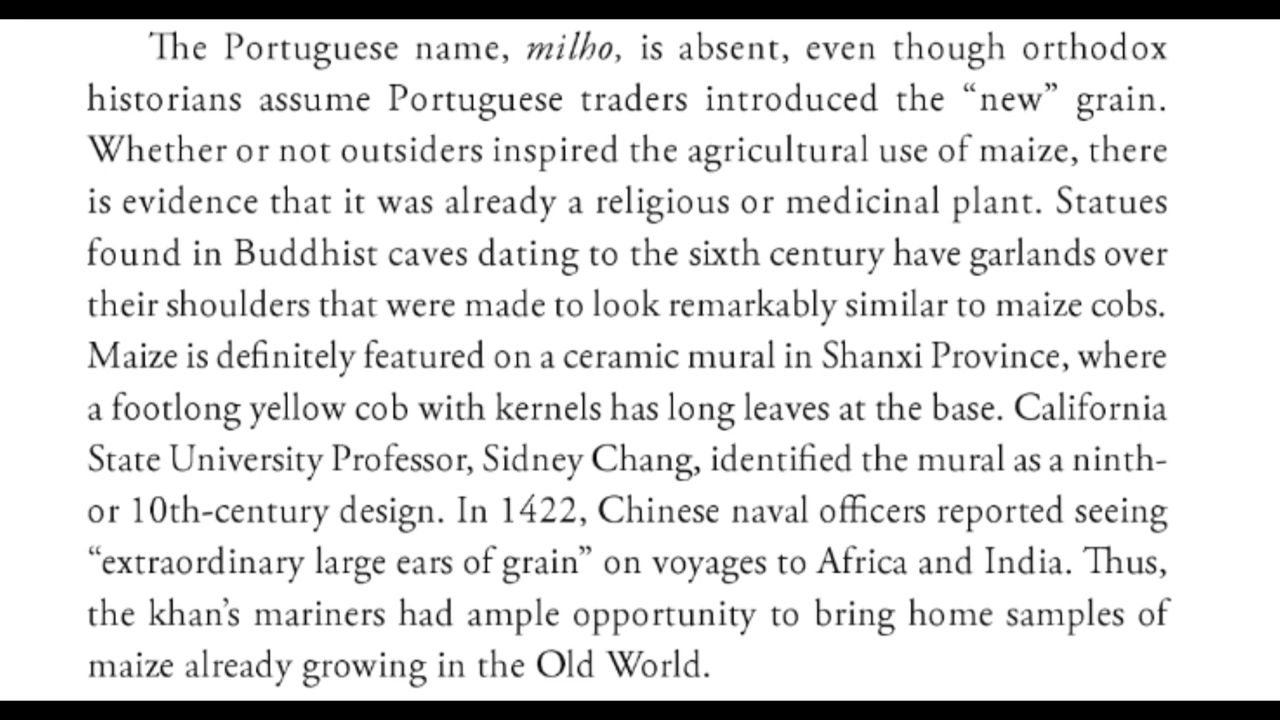 The Portuguese name, milho, is absent, even though orthodox
historians assume Portuguese traders introduced the “new” grain.
Whether or not outsiders inspired the agricultural use of maize, there
is evidence that it was already a religious or medicinal plant. Statues
found in Buddhist caves dating to the sixth century have garlands over
their shoulders that were made to look remarkably similar to maize cobs.
Maize is definitely featured on a ceramic mural in Shanxi Province, where
a footlong yellow cob with kernels has long leaves at the base. California
State University Professor, Sidney Chang, identified the mural as a ninth-
or 10th-century design. In 1422, Chinese naval officers reported seeing
“extraordinary large ears of grain” on voyages to Africa and India. Thus,
the khan’s mariners had ample opportunity to bring home samples of
maize already growing in the Old World.